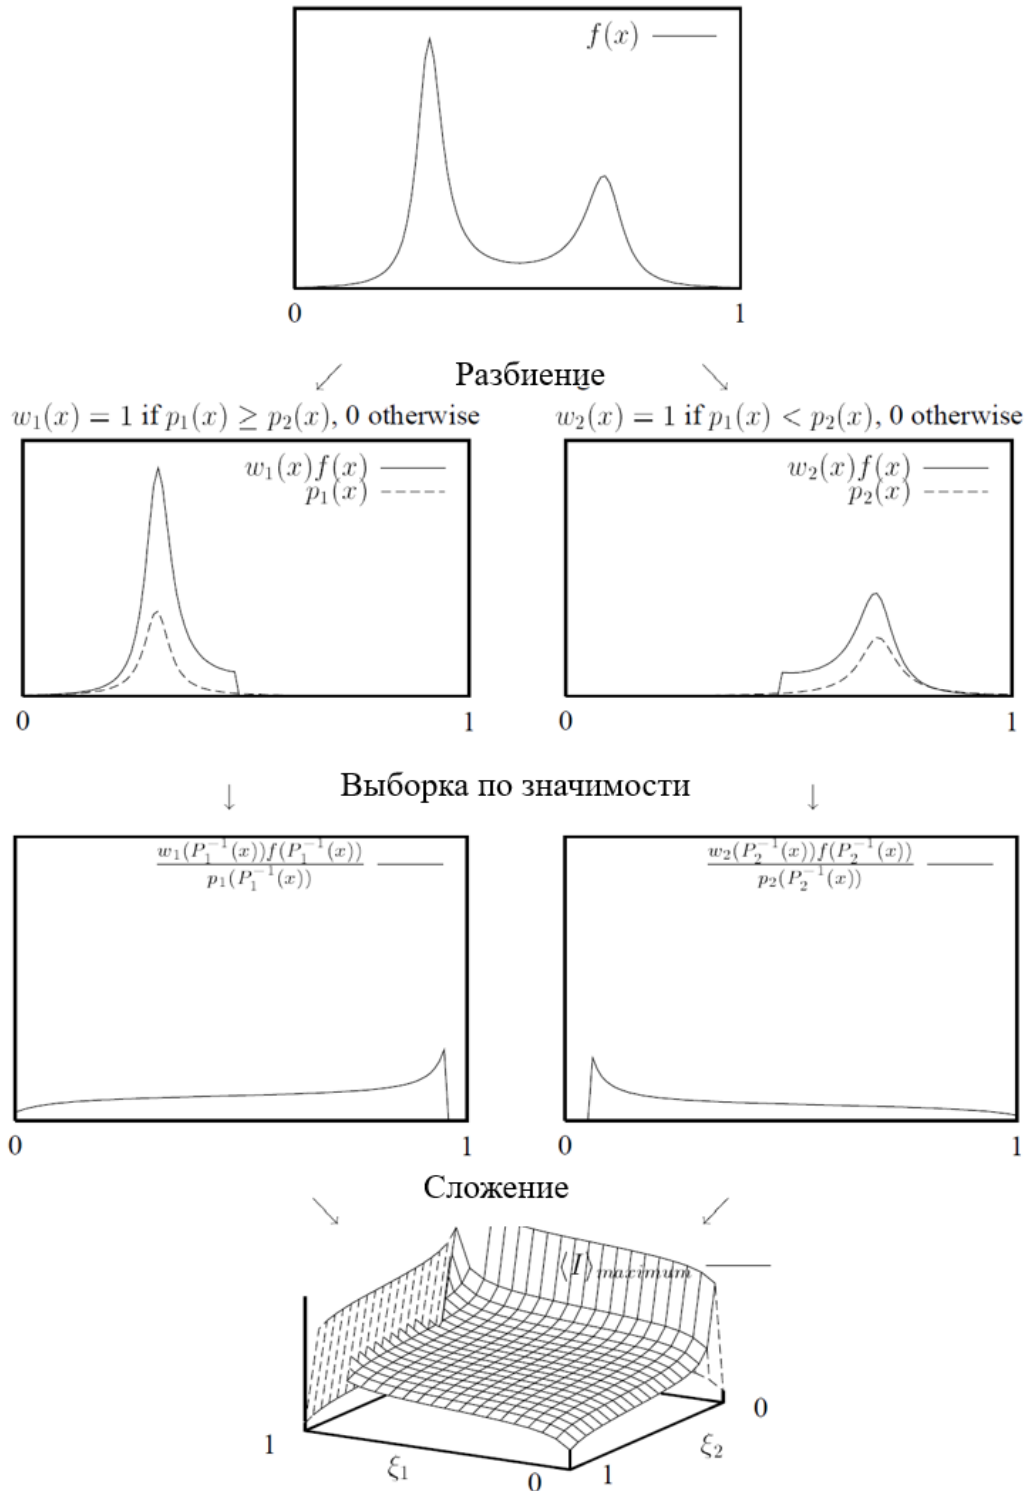 f(x)
0 1
Разбиение
w₁(x) = 1 if p₁(x) ≥ p₂(x), 0 otherwise
w₂(x) = 1 if p₁(x) < p₂(x), 0 otherwise
w₁(x)f(x)
p₁(x)
w₂(x)f(x)
p₂(x)
0 1
0 1
Выборка по значимости
w₁(P₁⁻¹(x))f(P₁⁻¹(x))
p₁(P₁⁻¹(x))
w₂(P₂⁻¹(x))f(P₂⁻¹(x))
p₂(P₂⁻¹(x))
0 1
0 1
Сложение
⟨I⟩maximum
0
1
ξ₁
ξ₂
0
1